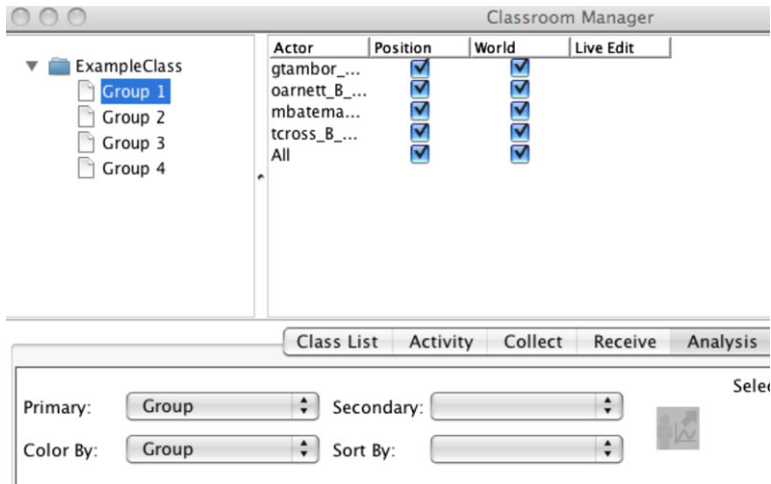 Classroom Manager
ExampleClass
Group 1
Group 2
Group 3
Group 4
Actor Position World Live Edit
gtambor_...
oarnett_B_...
mbatema...
tcross_B_...
All
Class List Activity Collect Receive Analysis
Selec
Primary: Group Secondary:
Color By: Group Sort By: